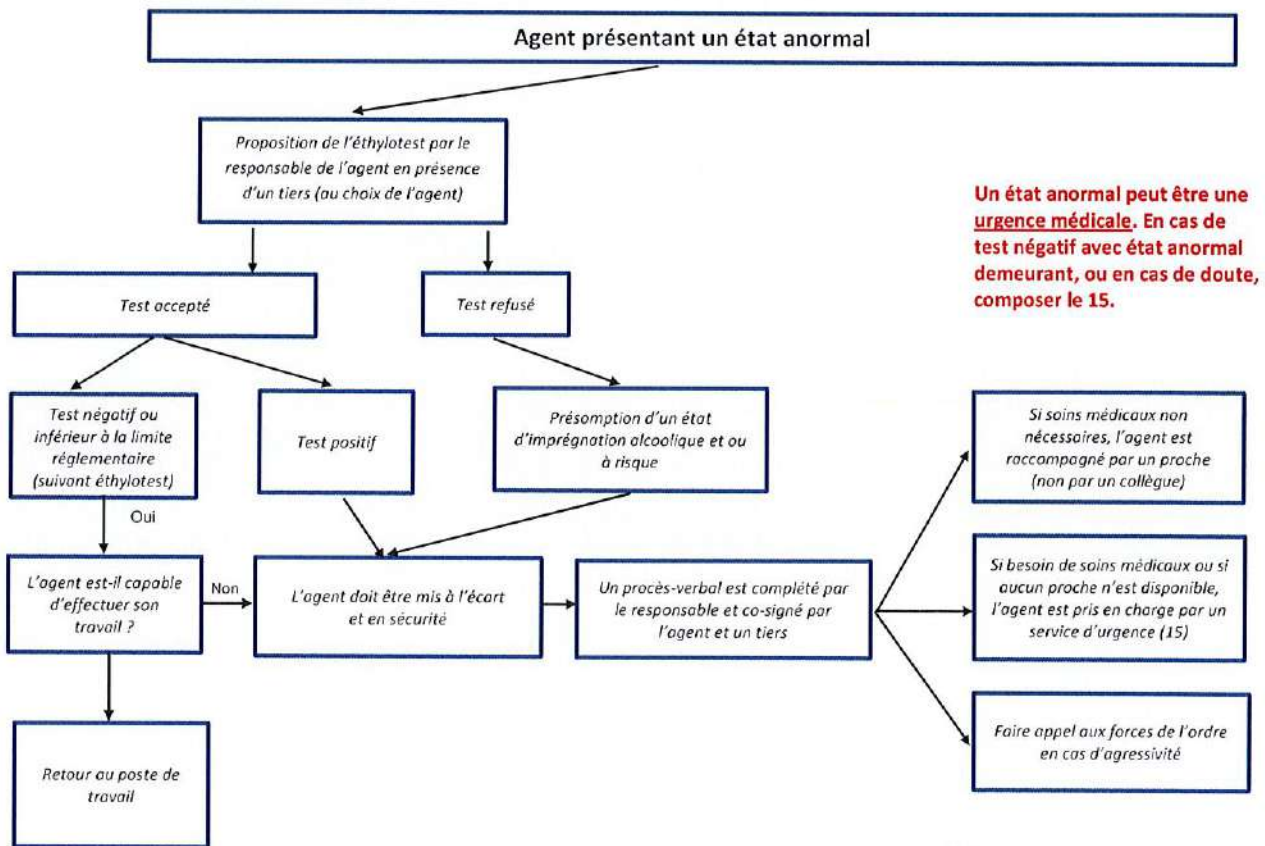 Agent présentant un état anormal
Proposition de l'éthylotest par le
responsable de l'agent en présence
d'un tiers (au choix de l'agent)
Un état anormal peut être une
urgence médicale. En cas de
test négatif avec état anormal
demeurant, ou en cas de doute,
composer le 15.
Test accepté
Test refusé
Test négatif ou
inférieur à la limite
réglementaire
(suivant éthylotest)
Test positif
Présomption d'un état
d'imprégnation alcoolique et ou
à risque
Si soins médicaux non
nécessaires, l'agent est
raccompagné par un proche
(non par un collègue)
Oui
L'agent est-il capable
d'effectuer son
travail ?
Non
L'agent doit être mis à l'écart
et en sécurité
Un procès-verbal est complété par
le responsable et co-signé par
l'agent et un tiers
Si besoin de soins médicaux ou si
aucun proche n'est disponible,
l'agent est pris en charge par un
service d'urgence (15)
Retour au poste de
travail
Faire appel aux forces de l'ordre
en cas d'agressivité